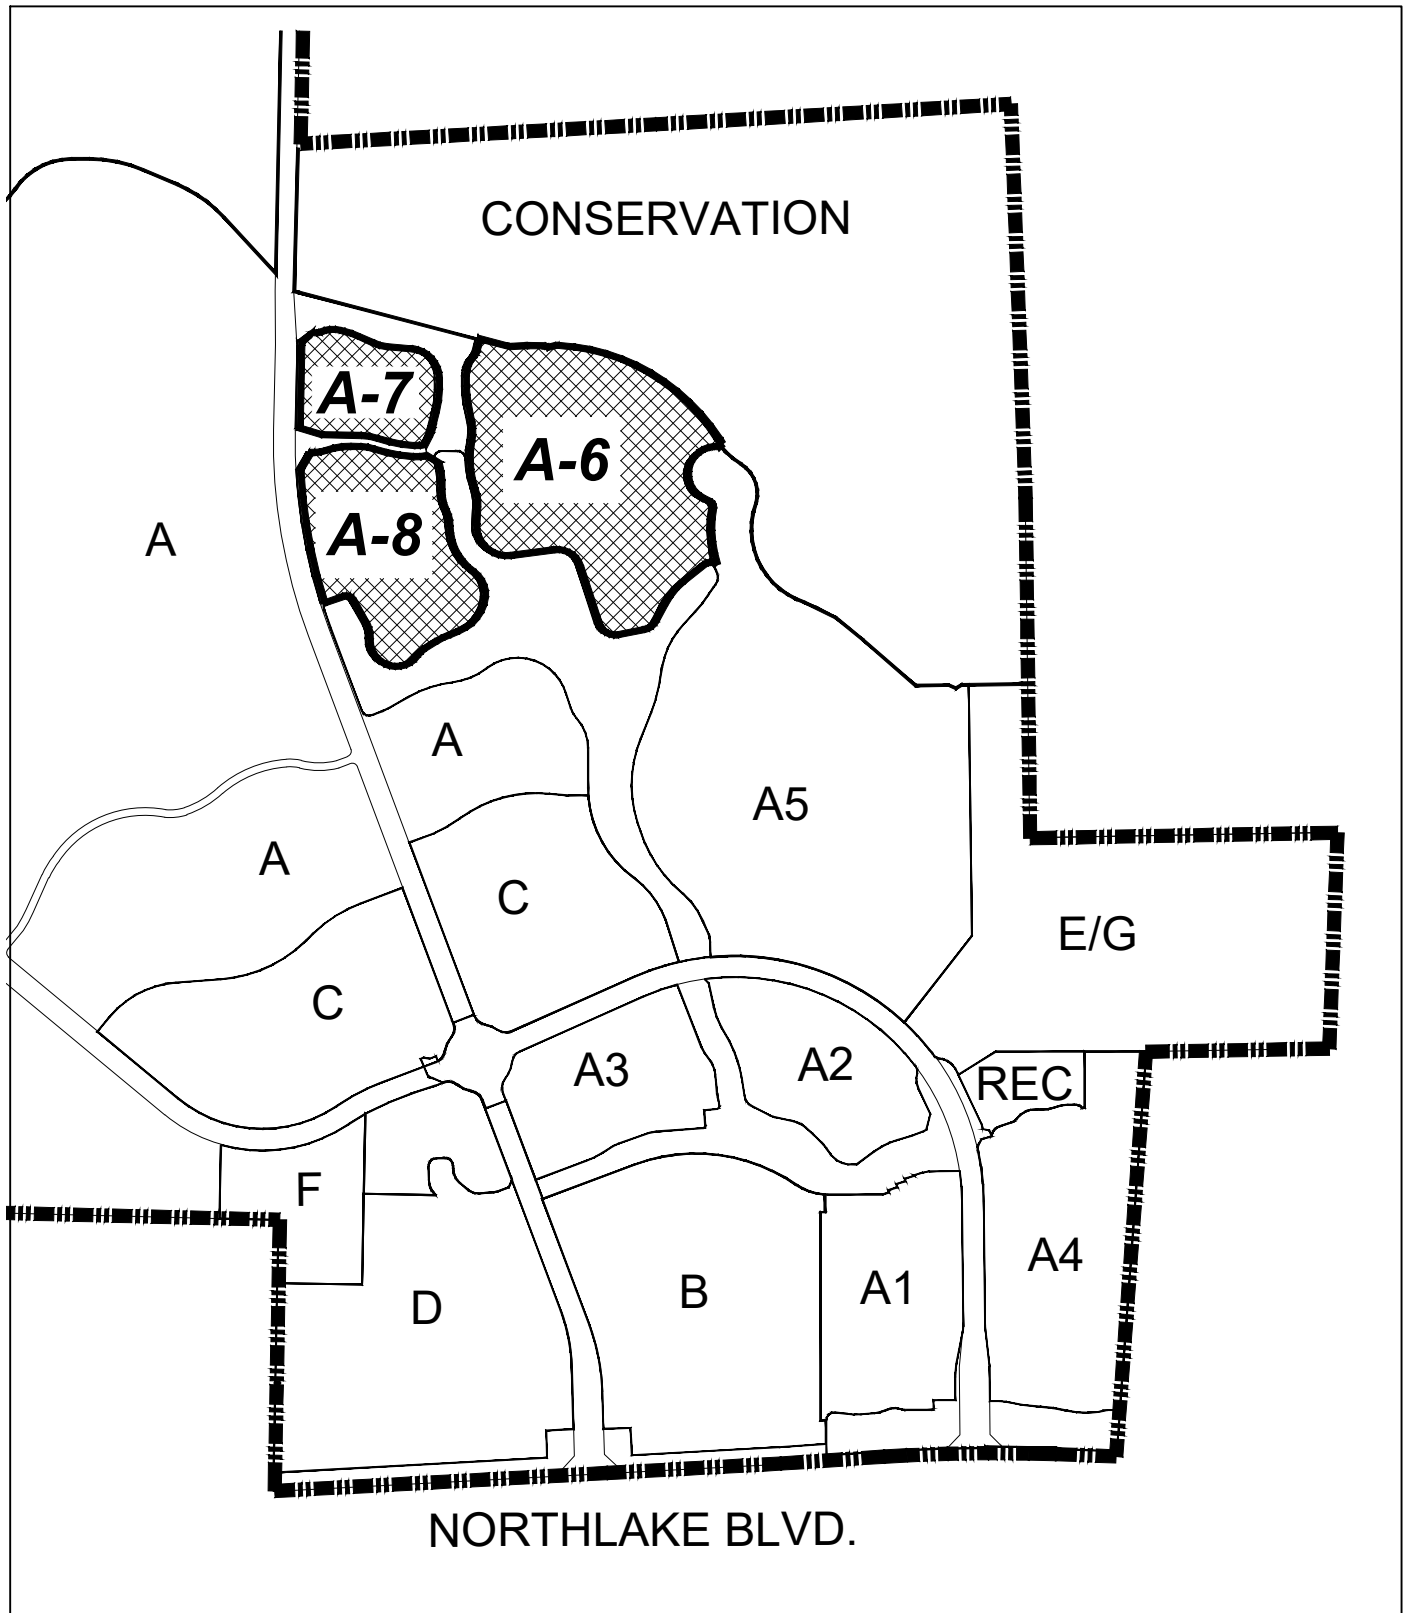 CONSERVATION
A-7
A-6
A-8
A
A
A5
A
C
E/G
C
A3
A2
REC
F
A4
A1
B
D
NORTHLAKE BLVD.